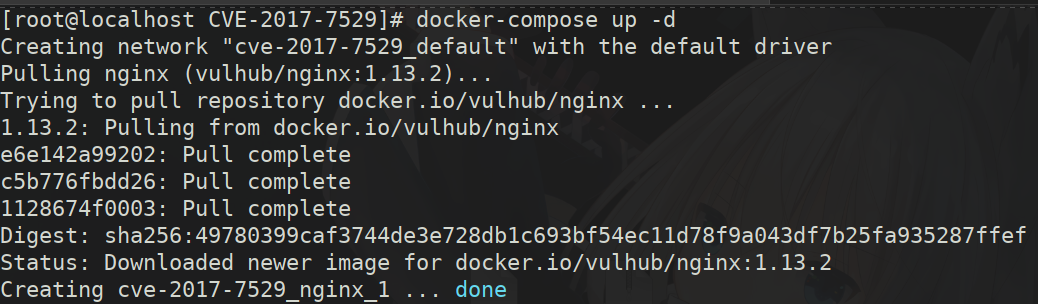 [root@localhost CVE-2017-7529]# docker-compose up -d
Creating network "cve-2017-7529_default" with the default driver
Pulling nginx (vulhub/nginx:1.13.2)...
Trying to pull repository docker.io/vulhub/nginx ...
1.13.2: Pulling from docker.io/vulhub/nginx
e6e142a99202: Pull complete
c5b776fbdd26: Pull complete
1128674f0003: Pull complete
Digest: sha256:49780399caf3744de3e728db1c693bf54ec11d78f9a043df7b25fa935287ffef
Status: Downloaded newer image for docker.io/vulhub/nginx:1.13.2
Creating cve-2017-7529_nginx_1 ... done